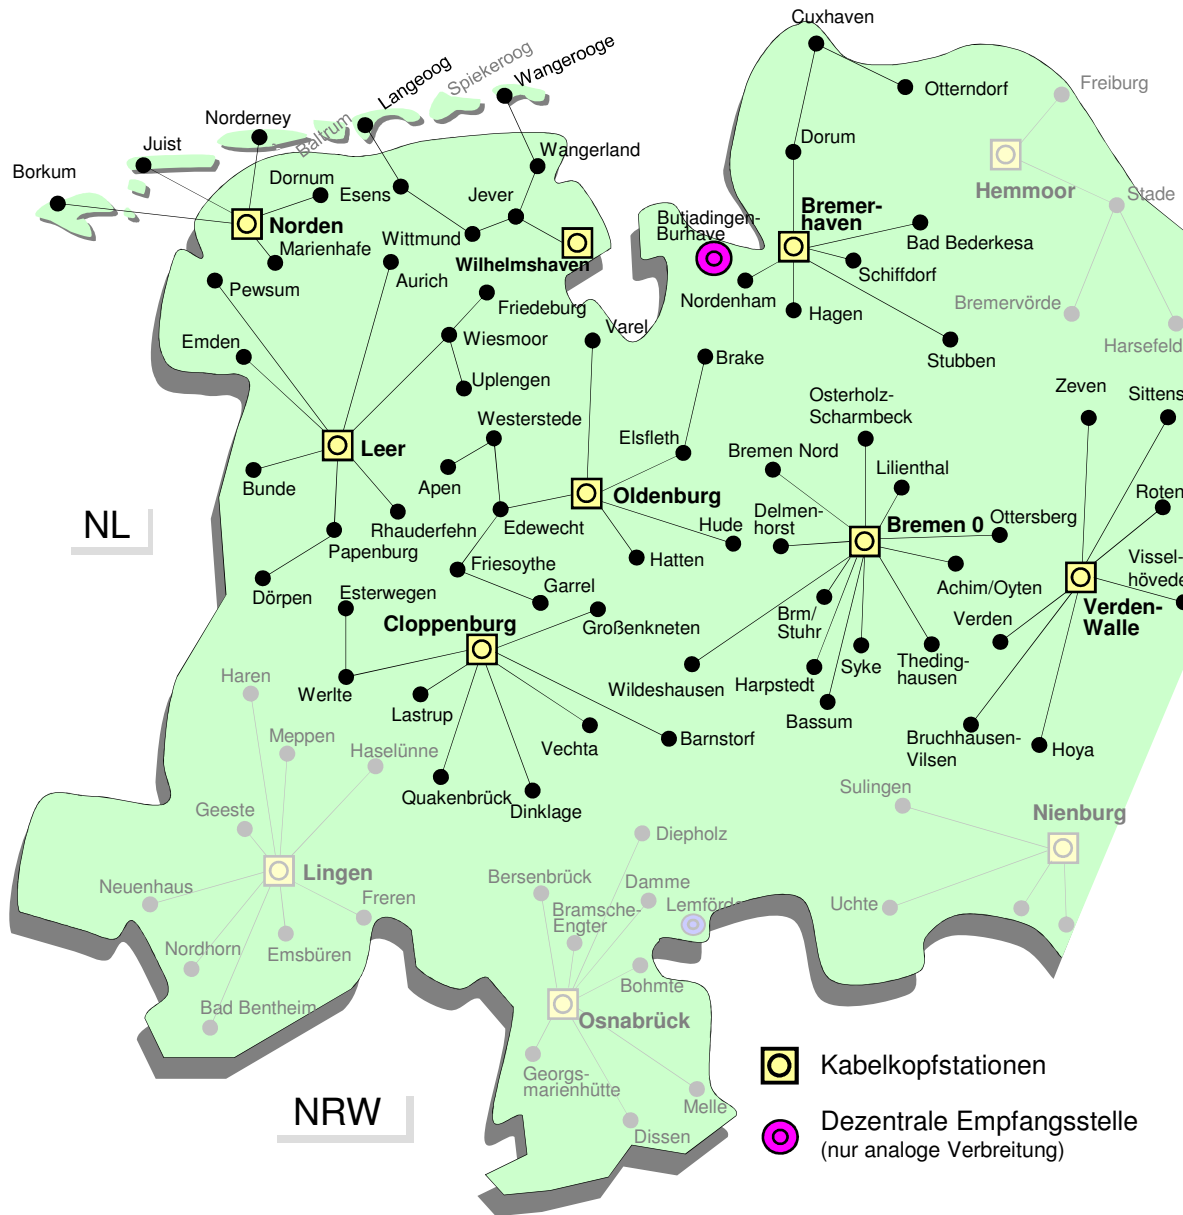 Cuxhaven
Otterndorf
Freiburg
Wangerooge
Spiekeroog
Langeoog
Baltrum
Norderney
Juist
Borkum
Dornum
Esens
Wangerland
Jever
Dorum
Hemmoor
Stade
Norden
Marienhafe
Wittmund
Wilhelmshaven
Butjadingen-
Burhave
Bremer-
haven
Bad Bederkesa
Schiffdorf
Nordenham
Hagen
Stubben
Bremervörde
Harsefeld
Pewsum
Aurich
Friedeburg
Emden
Wiesmoor
Uplengen
Varel
Brake
Zeven
Sittens
Osterholz-
Scharmbeck
Westerstede
Elsfleth
Bremen Nord
Lilienthal
Leer
Bunde
Apen
Oldenburg
Roten
NL
Rhauderfehn
Papenburg
Edewecht
Hude
Hatten
Delmen-
horst
Bremen 0
Ottersberg
Achim/Oyten
Vissel-
hövede
Dörpen
Friesoythe
Garrel
Esterwegen
Cloppenburg
Großenkneten
Brm/
Stuhr
Verden
Verden-
Walle
Syke
Theding-
hausen
Haren
Werlte
Lastrup
Wildeshausen
Harpstedt
Bassum
Meppen
Haselünne
Vechta
Barnstorf
Bruchhausen-
Vilsen
Hoya
Quakenbrück
Dinklage
Sulingen
Nienburg
Geeste
Diepholz
Lingen
Neuenhaus
Freren
Bersenbrück
Damme
Bramsche-
Engter
Lemförde
Uchte
Nordhorn
Emsbüren
Bohmte
Bad Bentheim
Osnabrück
Georgs-
marienhütte
Melle
Dissen
NRW
Kabelkopfstationen
Dezentrale Empfangsstelle
(nur analoge Verbreitung)